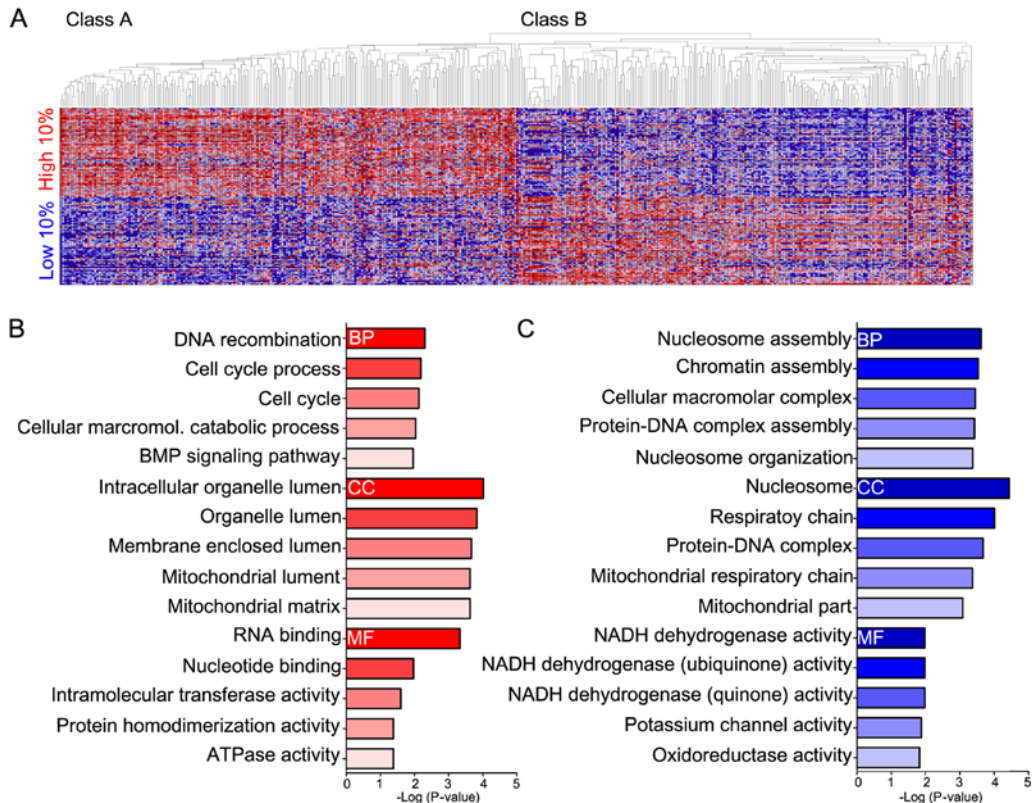 A
Class A
Class B
High 10%
Low 10%
B
DNA recombination
BP
Cell cycle process
Cell cycle
Cellular marcromol. catabolic process
BMP signaling pathway
Intracellular organelle lumen
CC
Organelle lumen
Membrane enclosed lumen
Mitochondrial lument
Mitochondrial matrix
RNA binding
MF
Nucleotide binding
Intramolecular transferase activity
Protein homodimerization activity
ATPase activity
0 1 2 3 4 5
-Log (P-value)
C
Nucleosome assembly
BP
Chromatin assembly
Cellular macromolar complex
Protein-DNA complex assembly
Nucleosome organization
Nucleosome
CC
Respiratoy chain
Protein-DNA complex
Mitochondrial respiratory chain
Mitochondrial part
NADH dehydrogenase activity
MF
NADH dehydrogenase (ubiquinone) activity
NADH dehydrogenase (quinone) activity
Potassium channel activity
Oxidoreductase activity
0 1 2 3 4 5
-Log (P-value)